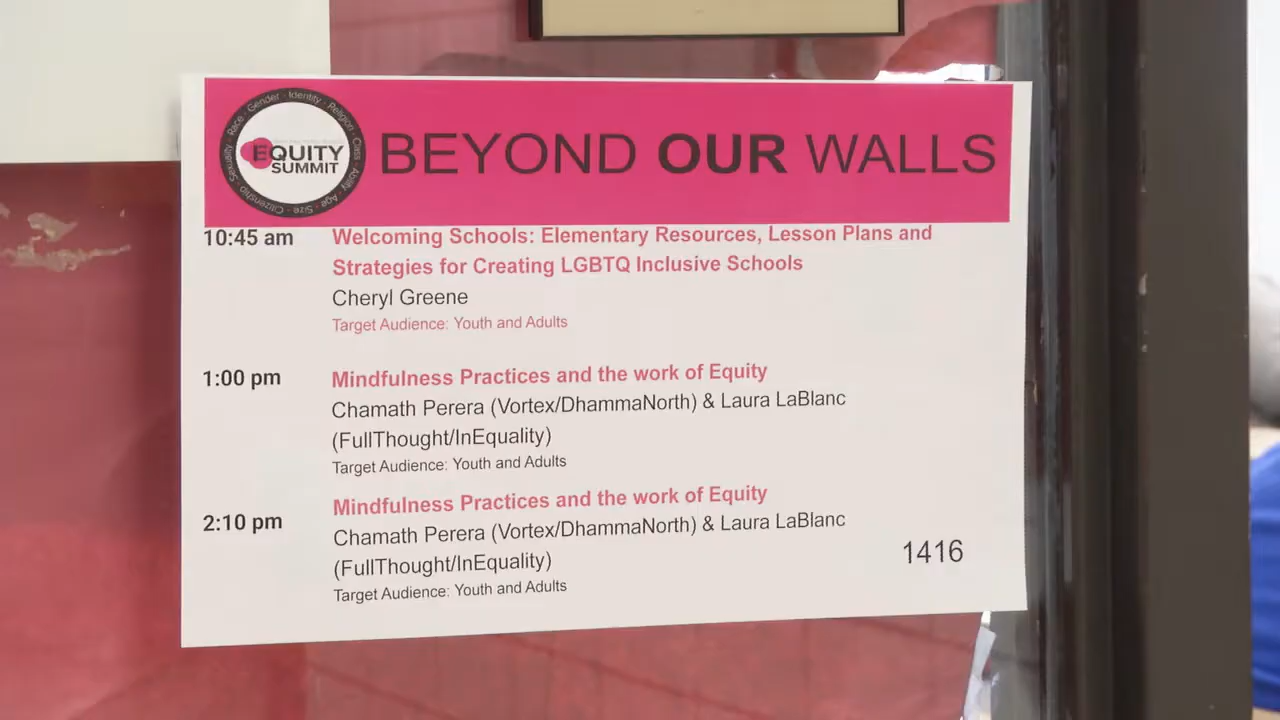 Race · Gender · Identity · Religion · Class · Ability · Age · Size · Citizenship · Sexuality
EQUITY
SUMMIT
BEYOND OUR WALLS
10:45 am
Welcoming Schools: Elementary Resources, Lesson Plans and
Strategies for Creating LGBTQ Inclusive Schools
Cheryl Greene
Target Audience: Youth and Adults
1:00 pm
Mindfulness Practices and the work of Equity
Chamath Perera (Vortex/DhammaNorth) & Laura LaBlanc
(FullThought/InEquality)
Target Audience: Youth and Adults
2:10 pm
Mindfulness Practices and the work of Equity
Chamath Perera (Vortex/DhammaNorth) & Laura LaBlanc
(FullThought/InEquality)
Target Audience: Youth and Adults
1416